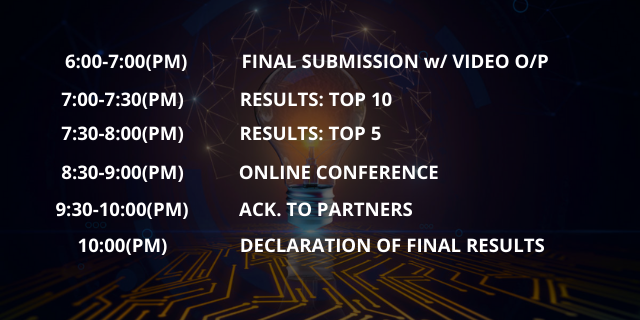 6:00-7:00(PM) FINAL SUBMISSION w/ VIDEO O/P
7:00-7:30(PM) RESULTS: TOP 10
7:30-8:00(PM) RESULTS: TOP 5
8:30-9:00(PM) ONLINE CONFERENCE
9:30-10:00(PM) ACK. TO PARTNERS
10:00(PM) DECLARATION OF FINAL RESULTS